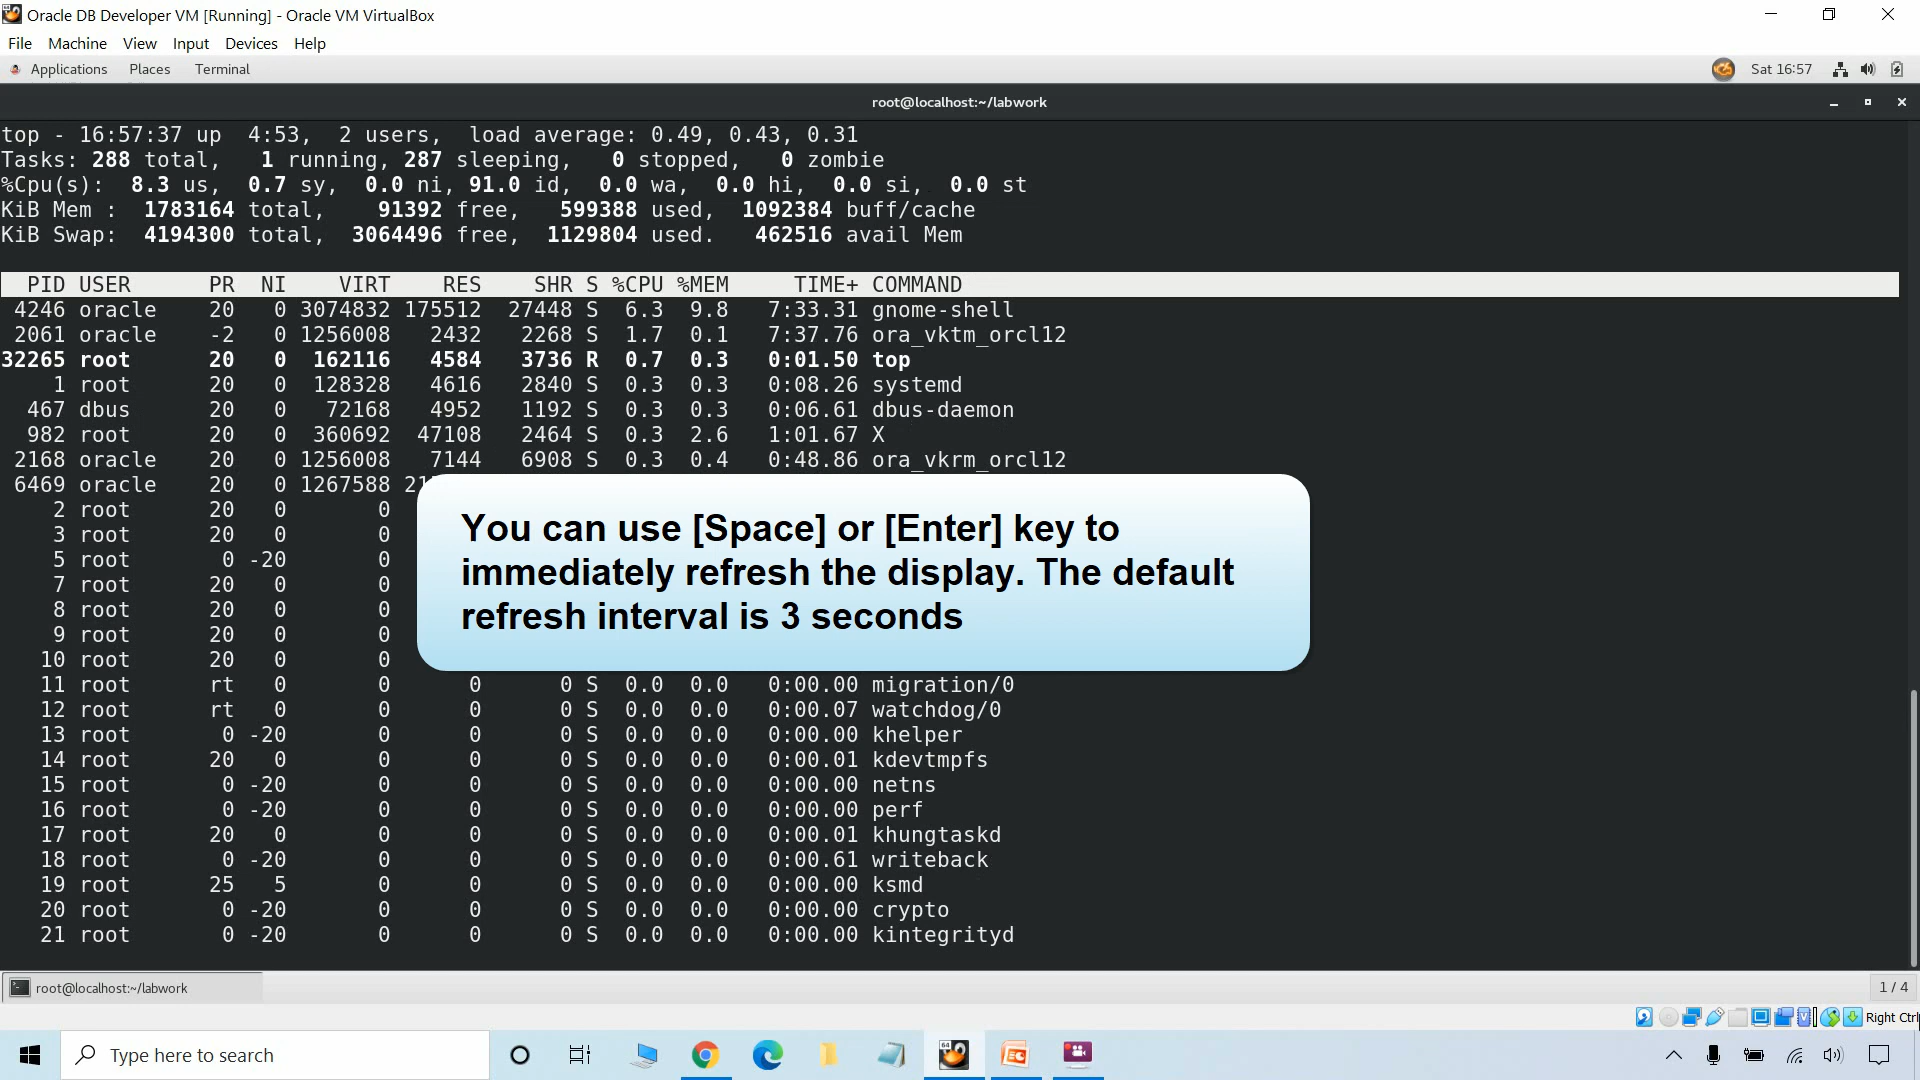 Oracle DB Developer VM [Running] - Oracle VM VirtualBox
File Machine View Input Devices Help
Applications Places Terminal Sat 16:57
root@localhost:~/labwork
top - 16:57:37 up 4:53, 2 users, load average: 0.49, 0.43, 0.31
Tasks: 288 total, 1 running, 287 sleeping, 0 stopped, 0 zombie
%Cpu(s): 8.3 us, 0.7 sy, 0.0 ni, 91.0 id, 0.0 wa, 0.0 hi, 0.0 si, 0.0 st
KiB Mem : 1783164 total, 91392 free, 599388 used, 1092384 buff/cache
KiB Swap: 4194300 total, 3064496 free, 1129804 used. 462516 avail Mem
PID USER PR NI VIRT RES SHR S %CPU %MEM TIME+ COMMAND
4246 oracle 20 0 3074832 175512 27448 S 6.3 9.8 7:33.31 gnome-shell
2061 oracle -2 0 1256008 2432 2268 S 1.7 0.1 7:37.76 ora_vktm_orcl12
32265 root 20 0 162116 4584 3736 R 0.7 0.3 0:01.50 top
1 root 20 0 128328 4616 2840 S 0.3 0.3 0:08.26 systemd
467 dbus 20 0 72168 4952 1192 S 0.3 0.3 0:06.61 dbus-daemon
982 root 20 0 360692 47108 2464 S 0.3 2.6 1:01.67 X
2168 oracle 20 0 1256008 7144 6908 S 0.3 0.4 0:48.86 ora_vkrm_orcl12
6469 oracle 20 0 1267588
2 root 20 0 0
3 root 20 0 0
5 root 0 -20 0
7 root 20 0 0
8 root 20 0 0
9 root 20 0 0
10 root 20 0 0
You can use [Space] or [Enter] key to
immediately refresh the display. The default
refresh interval is 3 seconds
11 root rt 0 0 0 0 S 0.0 0.0 0:00.00 migration/0
12 root rt 0 0 0 0 S 0.0 0.0 0:00.07 watchdog/0
13 root 0 -20 0 0 0 S 0.0 0.0 0:00.00 khelper
14 root 20 0 0 0 0 S 0.0 0.0 0:00.01 kdevtmpfs
15 root 0 -20 0 0 0 S 0.0 0.0 0:00.00 netns
16 root 0 -20 0 0 0 S 0.0 0.0 0:00.00 perf
17 root 20 0 0 0 0 S 0.0 0.0 0:00.01 khungtaskd
18 root 0 -20 0 0 0 S 0.0 0.0 0:00.61 writeback
19 root 25 5 0 0 0 S 0.0 0.0 0:00.00 ksmd
20 root 0 -20 0 0 0 S 0.0 0.0 0:00.00 crypto
21 root 0 -20 0 0 0 S 0.0 0.0 0:00.00 kintegrityd
root@localhost:~/labwork 1 / 4
Right Ctrl
Type here to search